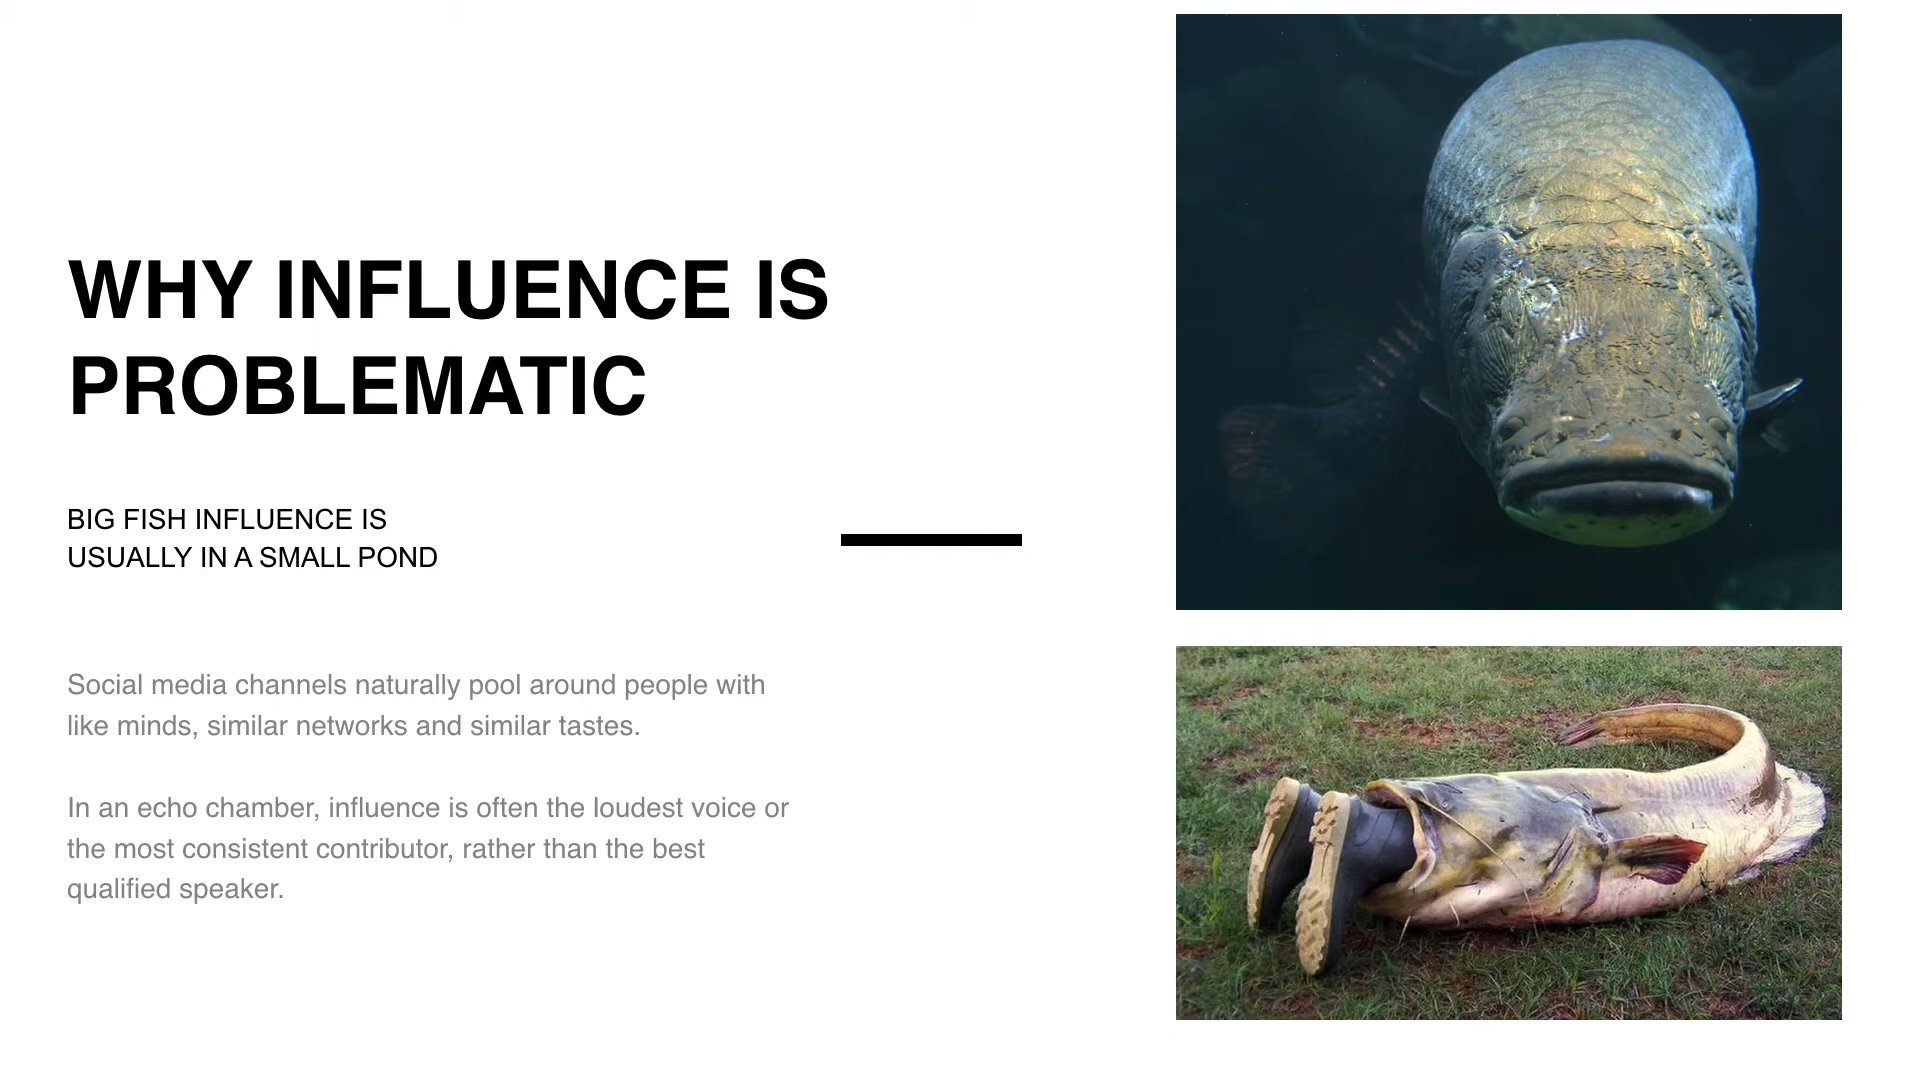 WHY INFLUENCE IS
PROBLEMATIC
BIG FISH INFLUENCE IS
USUALLY IN A SMALL POND
Social media channels naturally pool around people with
like minds, similar networks and similar tastes.
In an echo chamber, influence is often the loudest voice or
the most consistent contributor, rather than the best
qualified speaker.